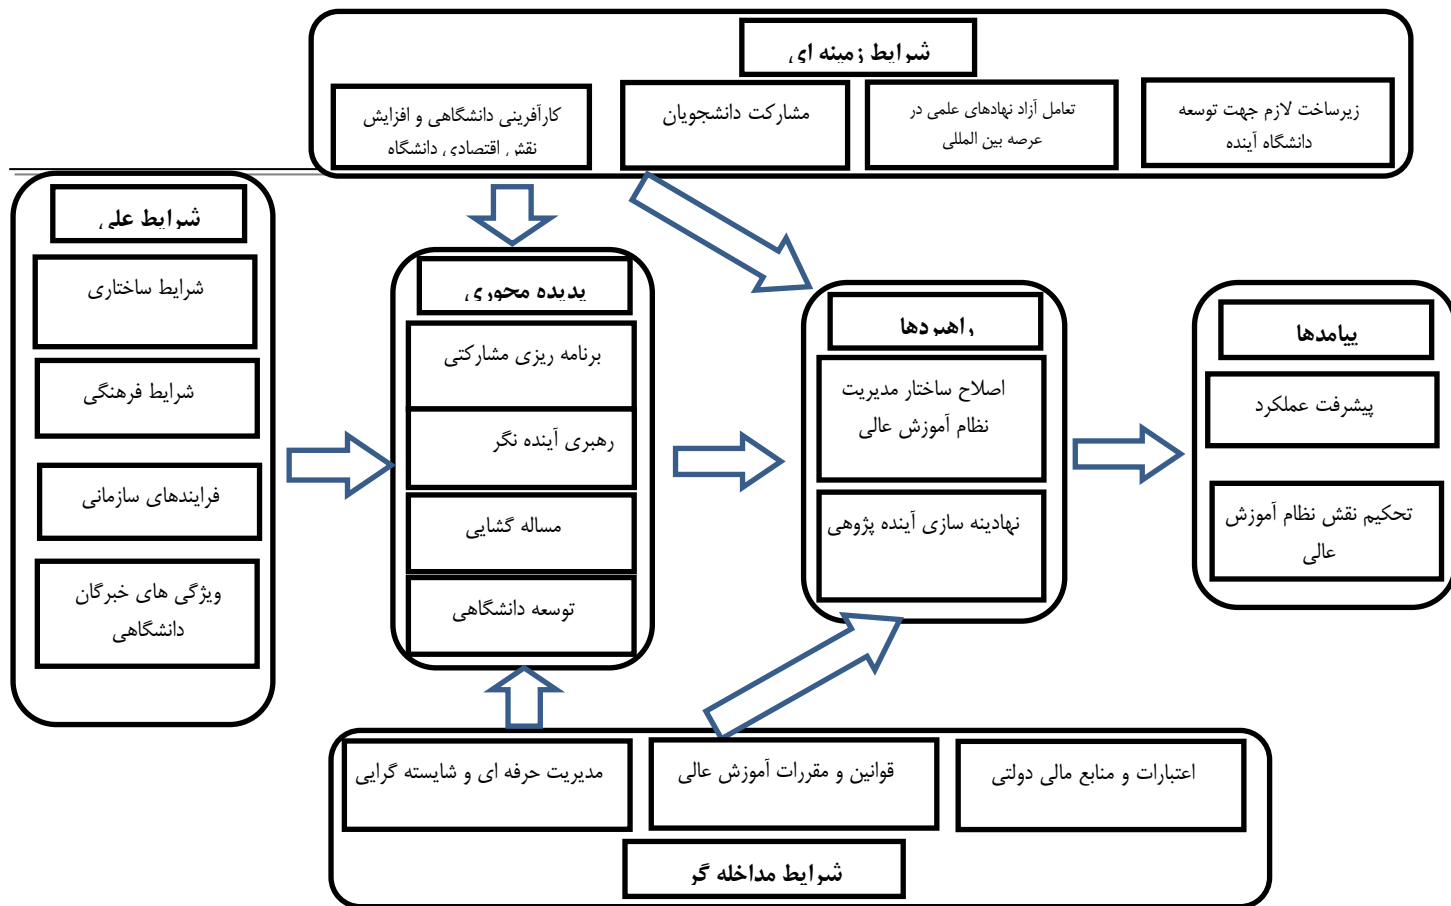 شرایط زمینه ای
زیرساخت لازم جهت توسعه
دانشگاه آینده
تعامل آزاد نهادهای علمی در
عرصه بین المللی
مشارکت دانشجویان
کارآفرینی دانشگاهی و افزایش
نقش اقتصادی دانشگاه
شرایط علی
شرایط ساختاری
شرایط فرهنگی
فرایندهای سازمانی
ویژگی های خبرگان
دانشگاهی
پدیده محوری
برنامه ریزی مشارکتی
رهبری آینده نگر
مساله گشایی
توسعه دانشگاهی
راهبردها
اصلاح ساختار مدیریت
نظام آموزش عالی
نهادینه سازی آینده پژوهی
پیامدها
پیشرفت عملکرد
تحکیم نقش نظام آموزش
عالی
اعتبارات و منابع مالی دولتی
قوانین و مقررات آموزش عالی
مدیریت حرفه ای و شایسته گرایی
شرایط مداخله گر